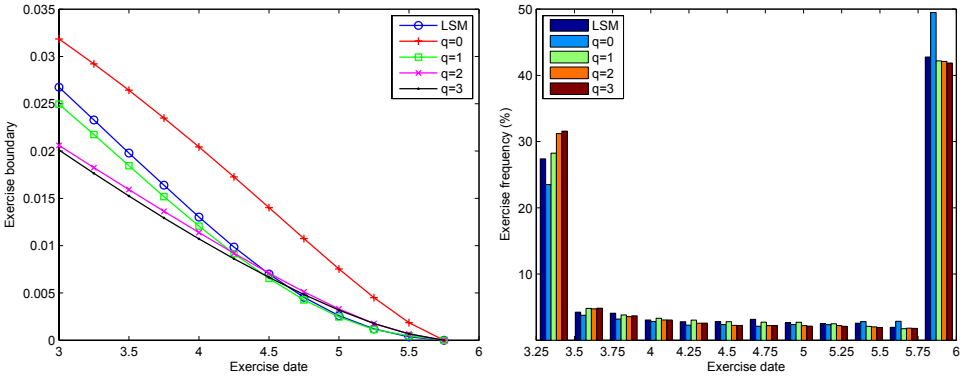 0.035
0.03
0.025
0.02
0.015
0.01
0.005
0
Exercise boundary
3 3.5 4 4.5 5 5.5 6
Exercise date
LSM
q=0
q=1
q=2
q=3
50
40
30
20
10
Exercise frequency (%)
3.25 3.5 3.75 4 4.25 4.5 4.75 5 5.25 5.5 5.75 6
Exercise date
LSM
q=0
q=1
q=2
q=3